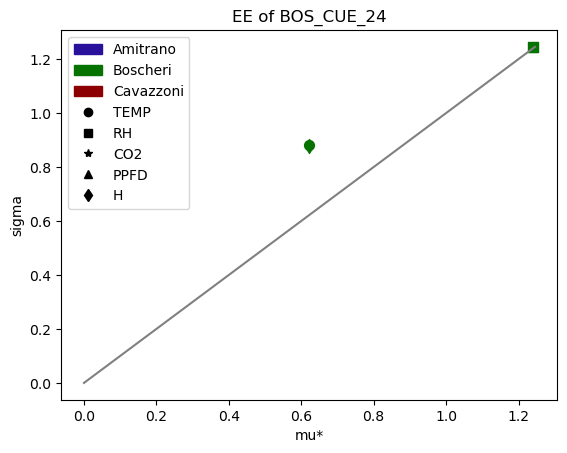 EE of BOS_CUE_24
Amitrano
Boscheri
Cavazzoni
TEMP
RH
CO2
PPFD
H
sigma
1.2
1.0
0.8
0.6
0.4
0.2
0.0
0.0 0.2 0.4 0.6 0.8 1.0 1.2
mu*